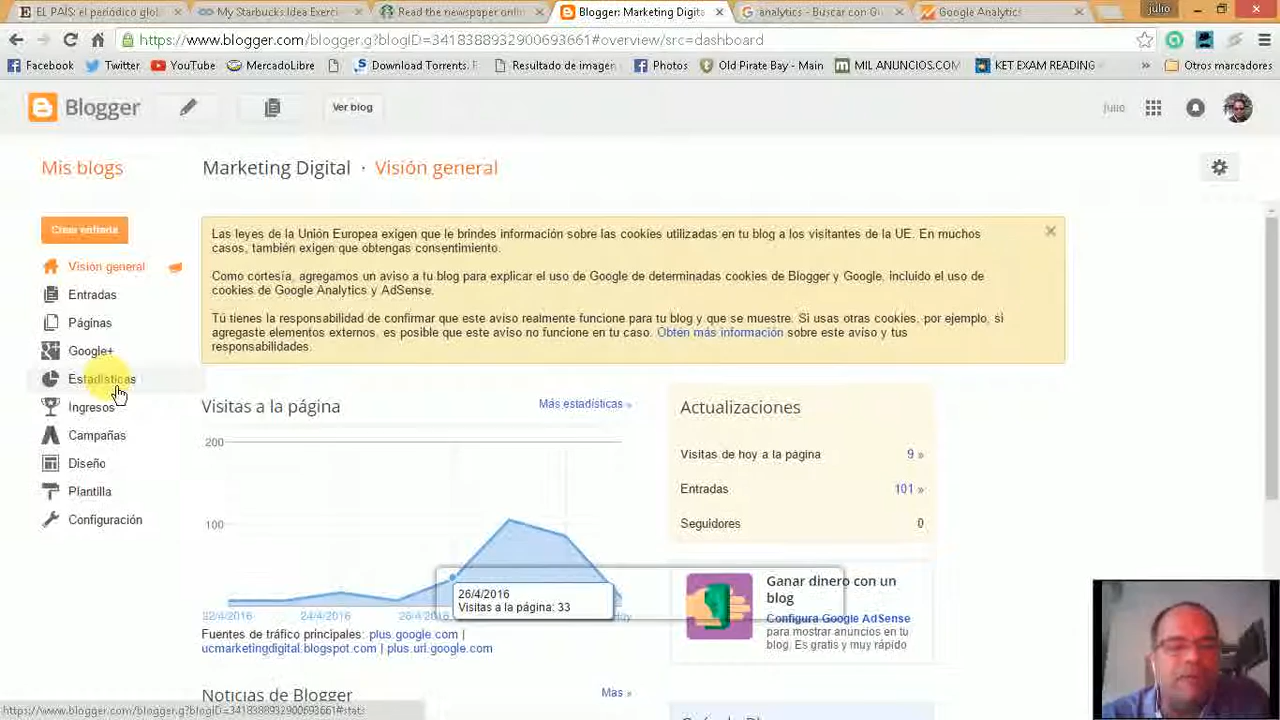 EL PAÍS: el periódico glob
My Starbucks Idea Exerci
Read the newspaper onlin
Blogger: Marketing Digita
analytics - Buscar con Go
Google Analytics
julio
https://www.blogger.com/blogger.g?blogID=3418388932900693661#overview/src=dashboard
Facebook
Twitter
YouTube
MercadoLibre
Download Torrents.
Resultado de imagen
Photos
Old Pirate Bay - Main
MIL ANUNCIOS.COM
KET EXAM READING
»
Otros marcadores
Blogger
Ver blog
julio
Mis blogs
Marketing Digital · Visión general
Crear entrada
Visión general
Entradas
Páginas
Google+
Estadísticas
Ingresos
Campañas
Diseño
Plantilla
Configuración
Las leyes de la Unión Europea exigen que le brindes información sobre las cookies utilizadas en tu blog a los visitantes de la UE. En muchos
casos, también exigen que obtengas consentimiento.
Como cortesía, agregamos un aviso a tu blog para explicar el uso de Google de determinadas cookies de Blogger y Google, incluido el uso de
cookies de Google Analytics y AdSense.
Tú tienes la responsabilidad de confirmar que este aviso realmente funcione para tu blog y que se muestre. Si usas otras cookies, por ejemplo, si
agregaste elementos externos, es posible que este aviso no funcione en tu caso. Obtén más información sobre este aviso y tus
responsabilidades.
Visitas a la página
Más estadísticas »
200
100
26/4/2016
Visitas a la página: 33
24/4/2016
Hoy
Fuentes de tráfico principales: plus.google.com |
ucmarketingdigital.blogspot.com | plus.url.google.com
Noticias de Blogger
Más »
Actualizaciones
Visitas de hoy a la página 9 »
Entradas 101 »
Seguidores 0
Ganar dinero con un
blog
Configura Google AdSense
para mostrar anuncios en tu
blog. Es gratis y muy rápido
https://www.blogger.com/blogger.g?blogID=3418388932900693661#stats